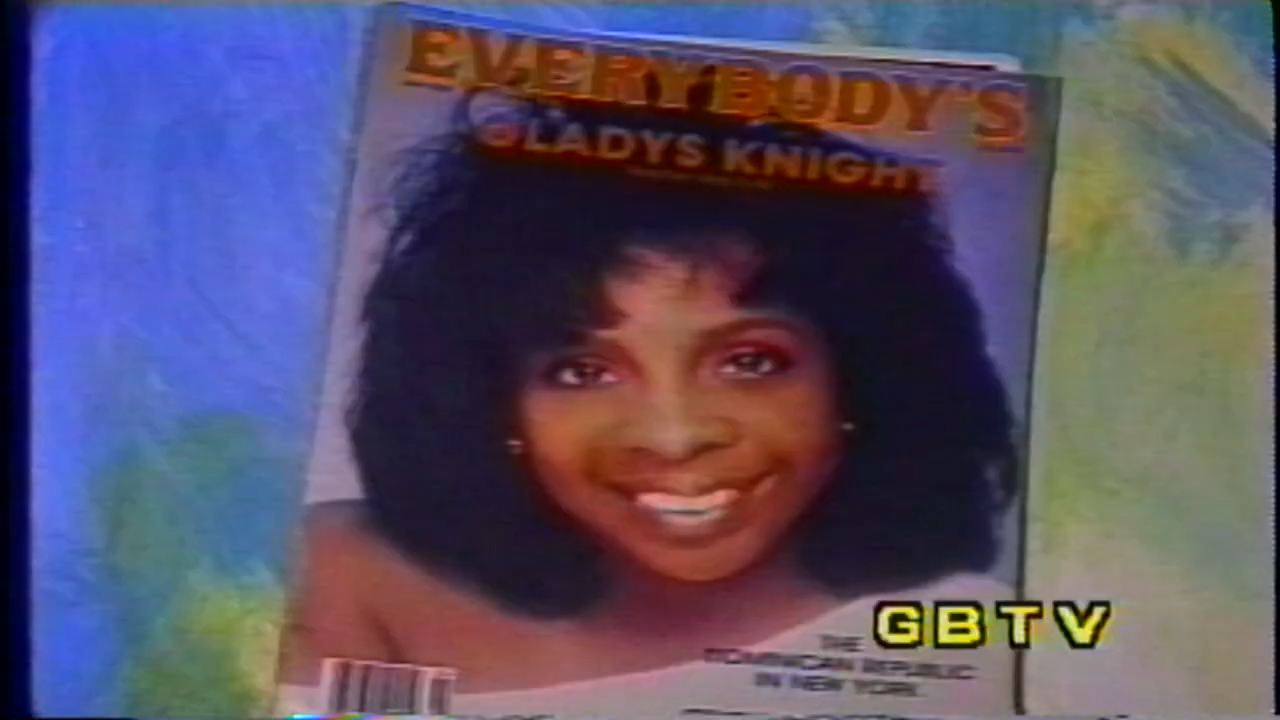 EVERYBODY'S
GLADYS KNIGHT
GBTV
THE
DOMINICAN REPUBLIC
IN NEW YORK